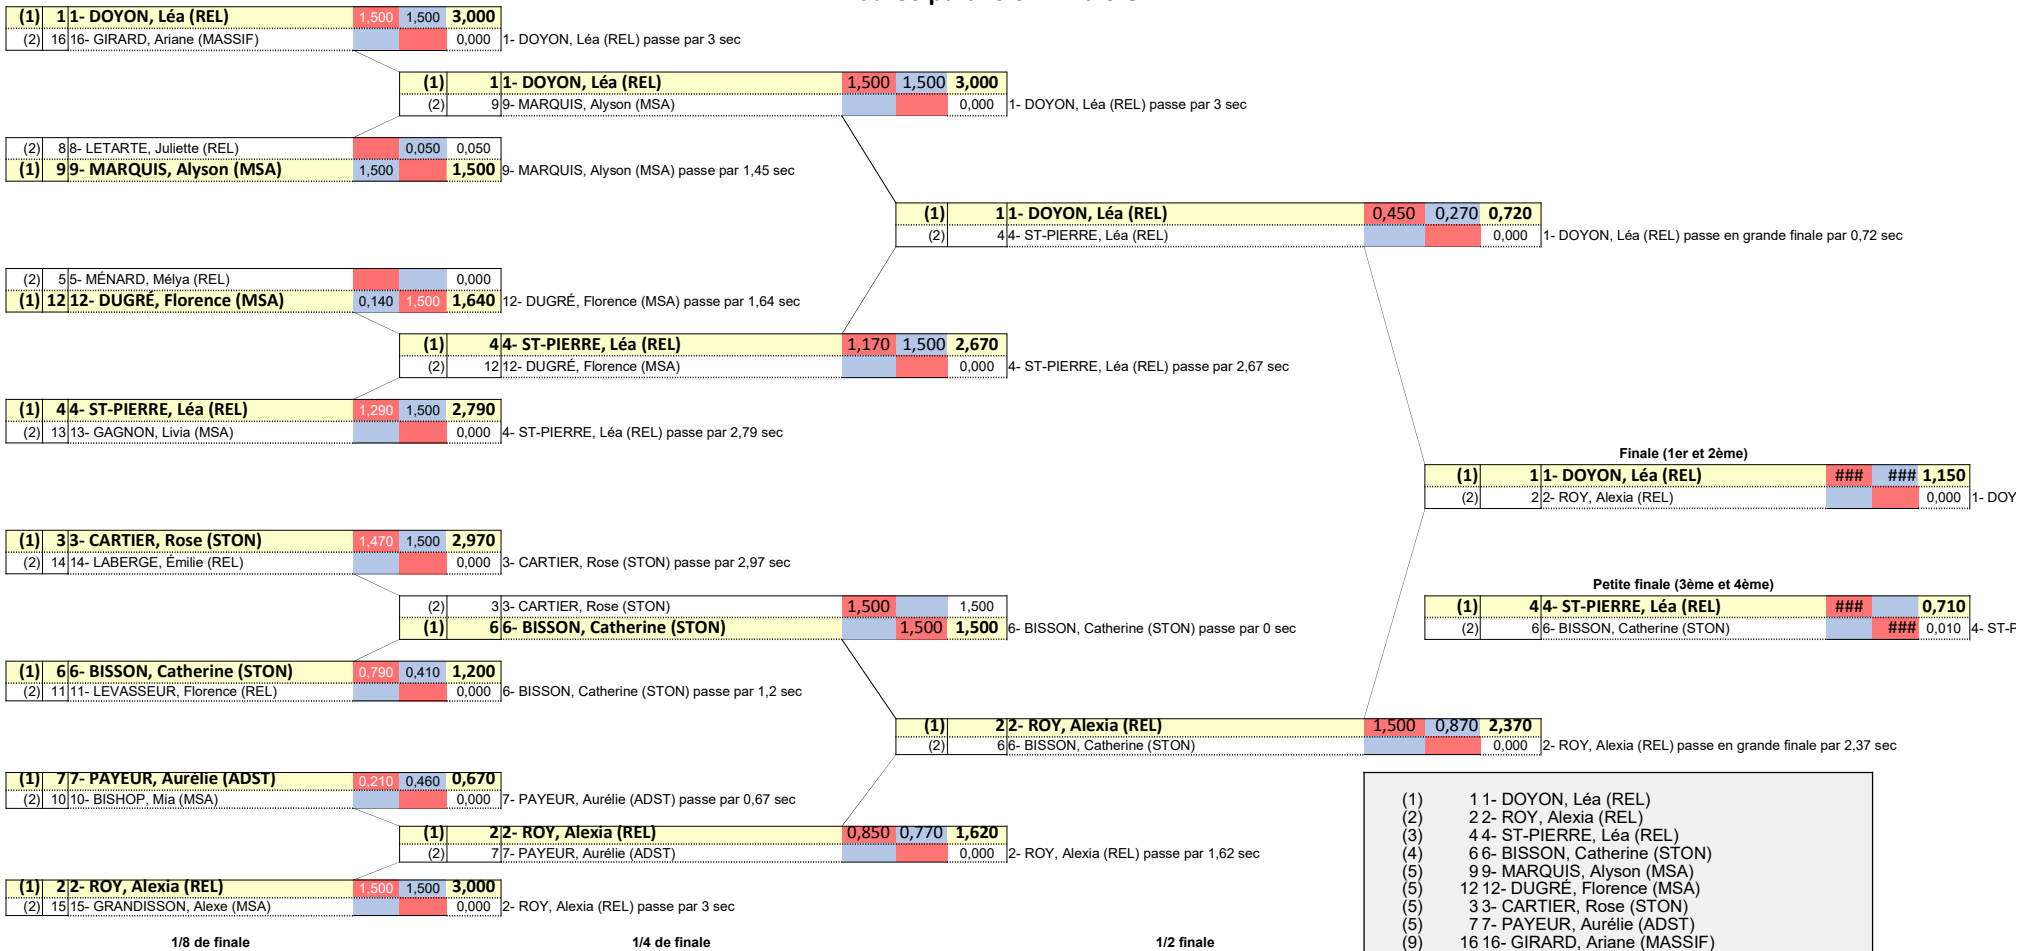 (1) 1 1- DOYON, Léa (REL) 1,500 1,500 3,000
(2) 16 16- GIRARD, Ariane (MASSIF) 0,000 1- DOYON, Léa (REL) passe par 3 sec
(1) 1 1- DOYON, Léa (REL) 1,500 1,500 3,000
(2) 9 9- MARQUIS, Alyson (MSA) 0,000 1- DOYON, Léa (REL) passe par 3 sec
(2) 8 8- LETARTE, Juliette (REL) 0,050 0,050
(1) 9 9- MARQUIS, Alyson (MSA) 1,500 1,500 9- MARQUIS, Alyson (MSA) passe par 1,45 sec
(1) 1 1- DOYON, Léa (REL) 0,450 0,270 0,720
(2) 4 4- ST-PIERRE, Léa (REL) 0,000 1- DOYON, Léa (REL) passe en grande finale par 0,72 sec
(2) 5 5- MÉNARD, Mélya (REL) 0,000
(1) 12 12- DUGRÉ, Florence (MSA) 0,140 1,500 1,640 12- DUGRÉ, Florence (MSA) passe par 1,64 sec
(1) 4 4- ST-PIERRE, Léa (REL) 1,170 1,500 2,670
(2) 12 12- DUGRÉ, Florence (MSA) 0,000 4- ST-PIERRE, Léa (REL) passe par 2,67 sec
(1) 4 4- ST-PIERRE, Léa (REL) 1,290 1,500 2,790
(2) 13 13- GAGNON, Livia (MSA) 0,000 4- ST-PIERRE, Léa (REL) passe par 2,79 sec
Finale (1er et 2ème)
(1) 1 1- DOYON, Léa (REL) ### ### 1,150
(2) 2 2- ROY, Alexia (REL) 0,000 1- DOY
(1) 3 3- CARTIER, Rose (STON) 1,470 1,500 2,970
(2) 14 14- LABERGE, Émilie (REL) 0,000 3- CARTIER, Rose (STON) passe par 2,97 sec
Petite finale (3ème et 4ème)
(2) 3 3- CARTIER, Rose (STON) 1,500 1,500
(1) 6 6- BISSON, Catherine (STON) 1,500 1,500 6- BISSON, Catherine (STON) passe par 0 sec
(1) 4 4- ST-PIERRE, Léa (REL) ### 0,710
(2) 6 6- BISSON, Catherine (STON) ### 0,010 4- ST-P
(1) 6 6- BISSON, Catherine (STON) 0,790 0,410 1,200
(2) 11 11- LEVASSEUR, Florence (REL) 0,000 6- BISSON, Catherine (STON) passe par 1,2 sec
(1) 2 2- ROY, Alexia (REL) 1,500 0,870 2,370
(2) 6 6- BISSON, Catherine (STON) 0,000 2- ROY, Alexia (REL) passe en grande finale par 2,37 sec
(1) 7 7- PAYEUR, Aurélie (ADST) 0,210 0,460 0,670
(2) 10 10- BISHOP, Mia (MSA) 0,000 7- PAYEUR, Aurélie (ADST) passe par 0,67 sec
(1) 2 2- ROY, Alexia (REL) 0,850 0,770 1,620
(2) 7 7- PAYEUR, Aurélie (ADST) 0,000 2- ROY, Alexia (REL) passe par 1,62 sec
(1) 2 2- ROY, Alexia (REL) 1,500 1,500 3,000
(2) 15 15- GRANDISSON, Alexe (MSA) 0,000 2- ROY, Alexia (REL) passe par 3 sec
(1) 1 1- DOYON, Léa (REL)
(2) 2 2- ROY, Alexia (REL)
(3) 4 4- ST-PIERRE, Léa (REL)
(4) 6 6- BISSON, Catherine (STON)
(5) 9 9- MARQUIS, Alyson (MSA)
(5) 12 12- DUGRÉ, Florence (MSA)
(5) 3 3- CARTIER, Rose (STON)
(5) 7 7- PAYEUR, Aurélie (ADST)
(9) 16 16- GIRARD, Ariane (MASSIF)
1/8 de finale 1/4 de finale 1/2 finale